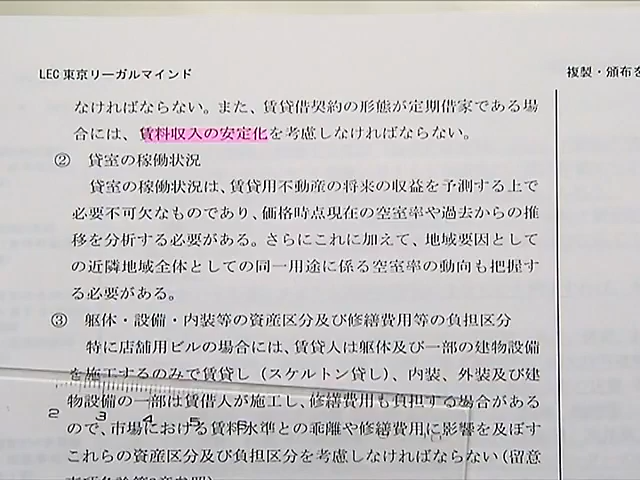 LEC東京リーガルマインド
複製・頒布を
なければならない。また、賃貸借契約の形態が定期借家である場
合には、賃料収入の安定化を考慮しなければならない。
② 貸室の稼働状況
貸室の稼働状況は、賃貸用不動産の将来の収益を予測する上で
必要不可欠なものであり、価格時点現在の空室率や過去からの推
移を分析する必要がある。さらにこれに加えて、地域要因として
の近隣地域全体としての同一用途に係る空室率の動向も把握す
る必要がある。
③ 躯体・設備・内装等の資産区分及び修繕費用等の負担区分
特に店舗用ビルの場合には、賃貸人は躯体及び一部の建物設備
を施工するのみで賃貸し（スケルトン貸し）、内装、外装及び建
物設備の一部は賃借人が施工し、修繕費用も負担する場合がある
ので、市場における賃料水準との乖離や修繕費用に影響を及ぼす
これらの資産区分及び負担区分を考慮しなければならない（留意
2 3 4 5 6